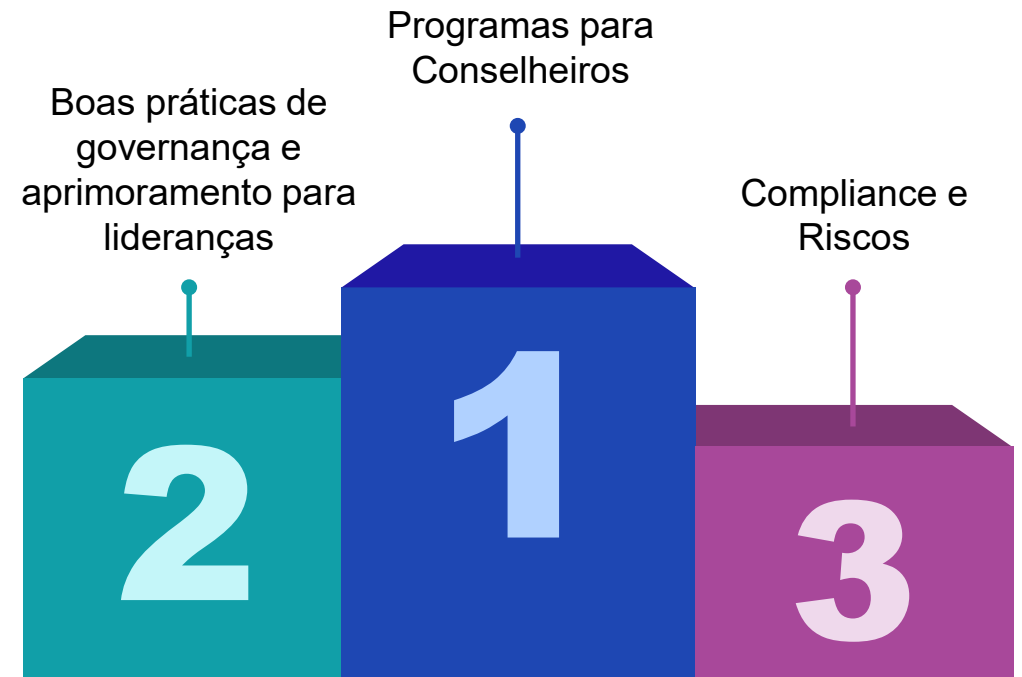 Programas para
Conselheiros
Boas práticas de
governança e
aprimoramento para
lideranças
Compliance e
Riscos
2
1
3